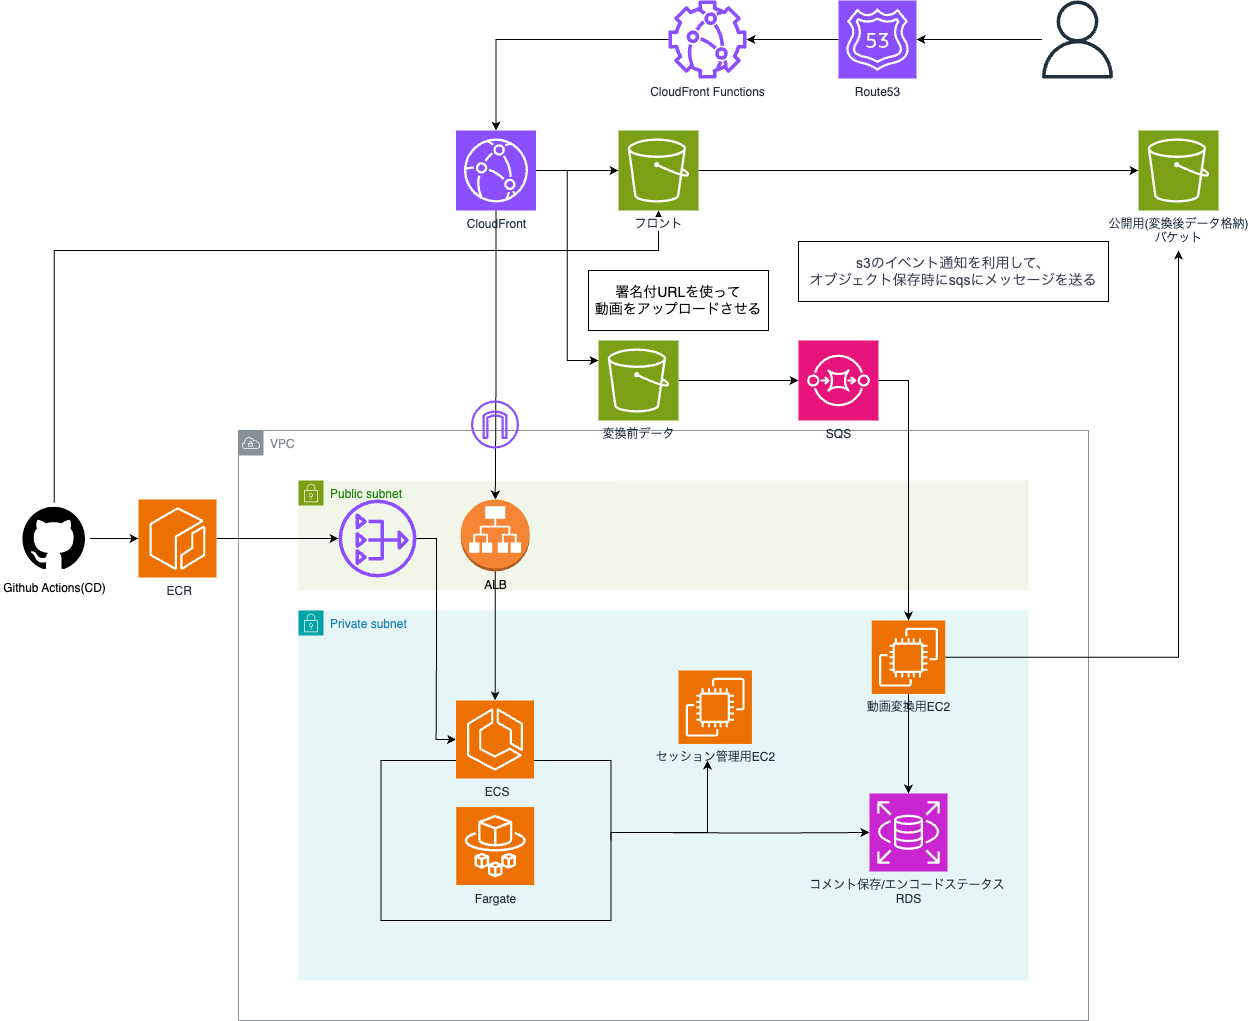 53
CloudFront Functions
Route53
CloudFront
フロント
公開用(変換後データ格納)
バケット
s3のイベント通知を利用して、
オブジェクト保存時にsqsにメッセージを送る
署名付URLを使って
動画をアップロードさせる
変換前データ
SQS
VPC
Public subnet
Github Actions(CD)
ECR
ALB
Private subnet
動画変換用EC2
セッション管理用EC2
ECS
Fargate
コメント保存/エンコードステータス
RDS